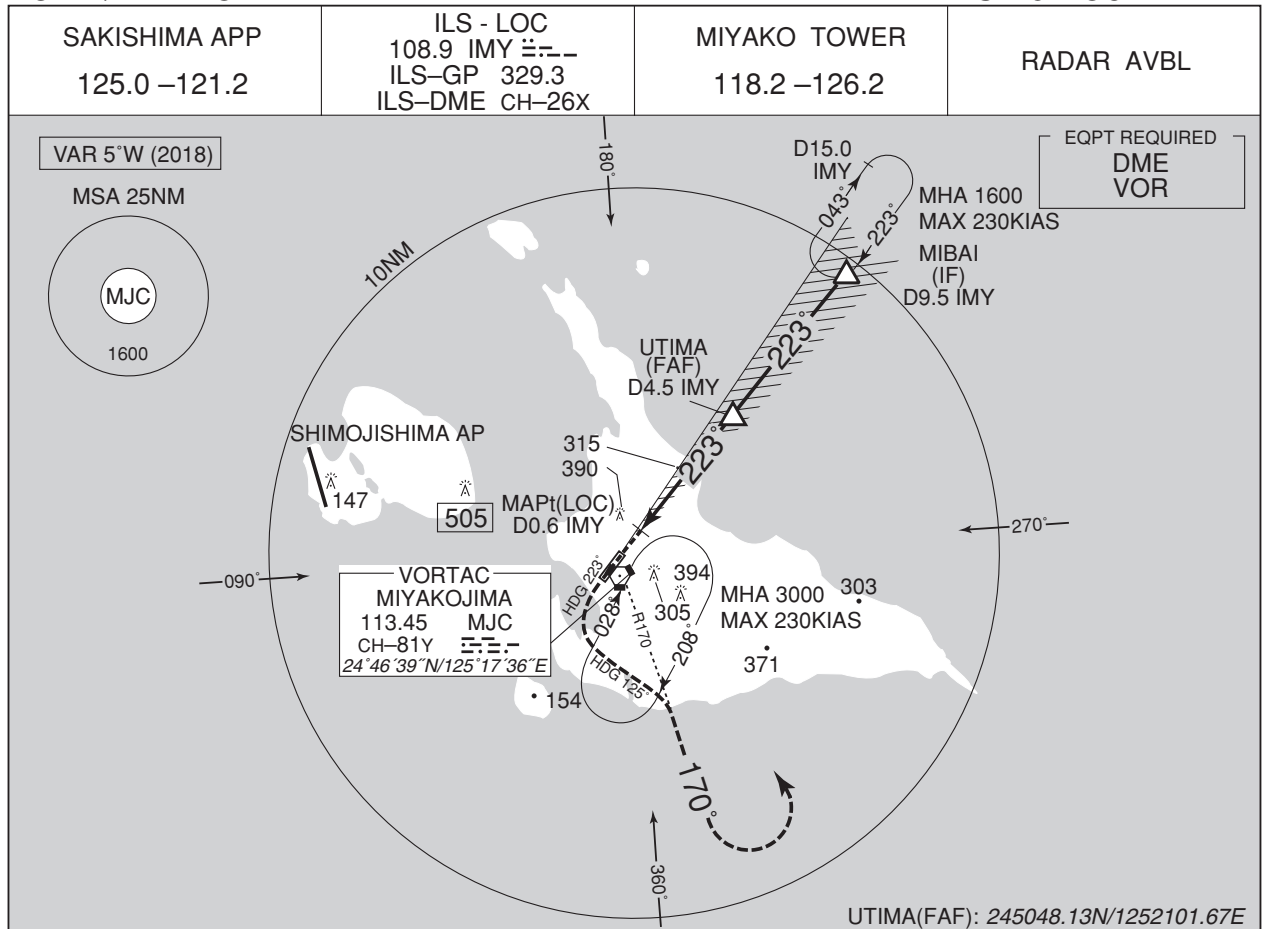 SAKISHIMA APP
125.0 –121.2
ILS - LOC
108.9 IMY
ILS–GP 329.3
ILS–DME CH–26X
MIYAKO TOWER
118.2 –126.2
RADAR AVBL
VAR 5°W (2018)
MSA 25NM
MJC
1600
10NM
180°
D15.0
IMY
043°
223°
MHA 1600
MAX 230KIAS
MIBAI
(IF)
D9.5 IMY
EQPT REQUIRED
DME
VOR
223°
UTIMA
(FAF)
D4.5 IMY
223°
315
390
MAPt(LOC)
D0.6 IMY
SHIMOJISHIMA AP
147
505
090°
270°
VORTAC
MIYAKOJIMA
113.45 MJC
CH–81Y
24°46´39˝N/125°17´36˝E
HDG 223°
028°
R170
208°
305
394
MHA 3000
MAX 230KIAS
303
371
HDG 125°
154
170°
360°
UTIMA(FAF): 245048.13N/1252101.67E